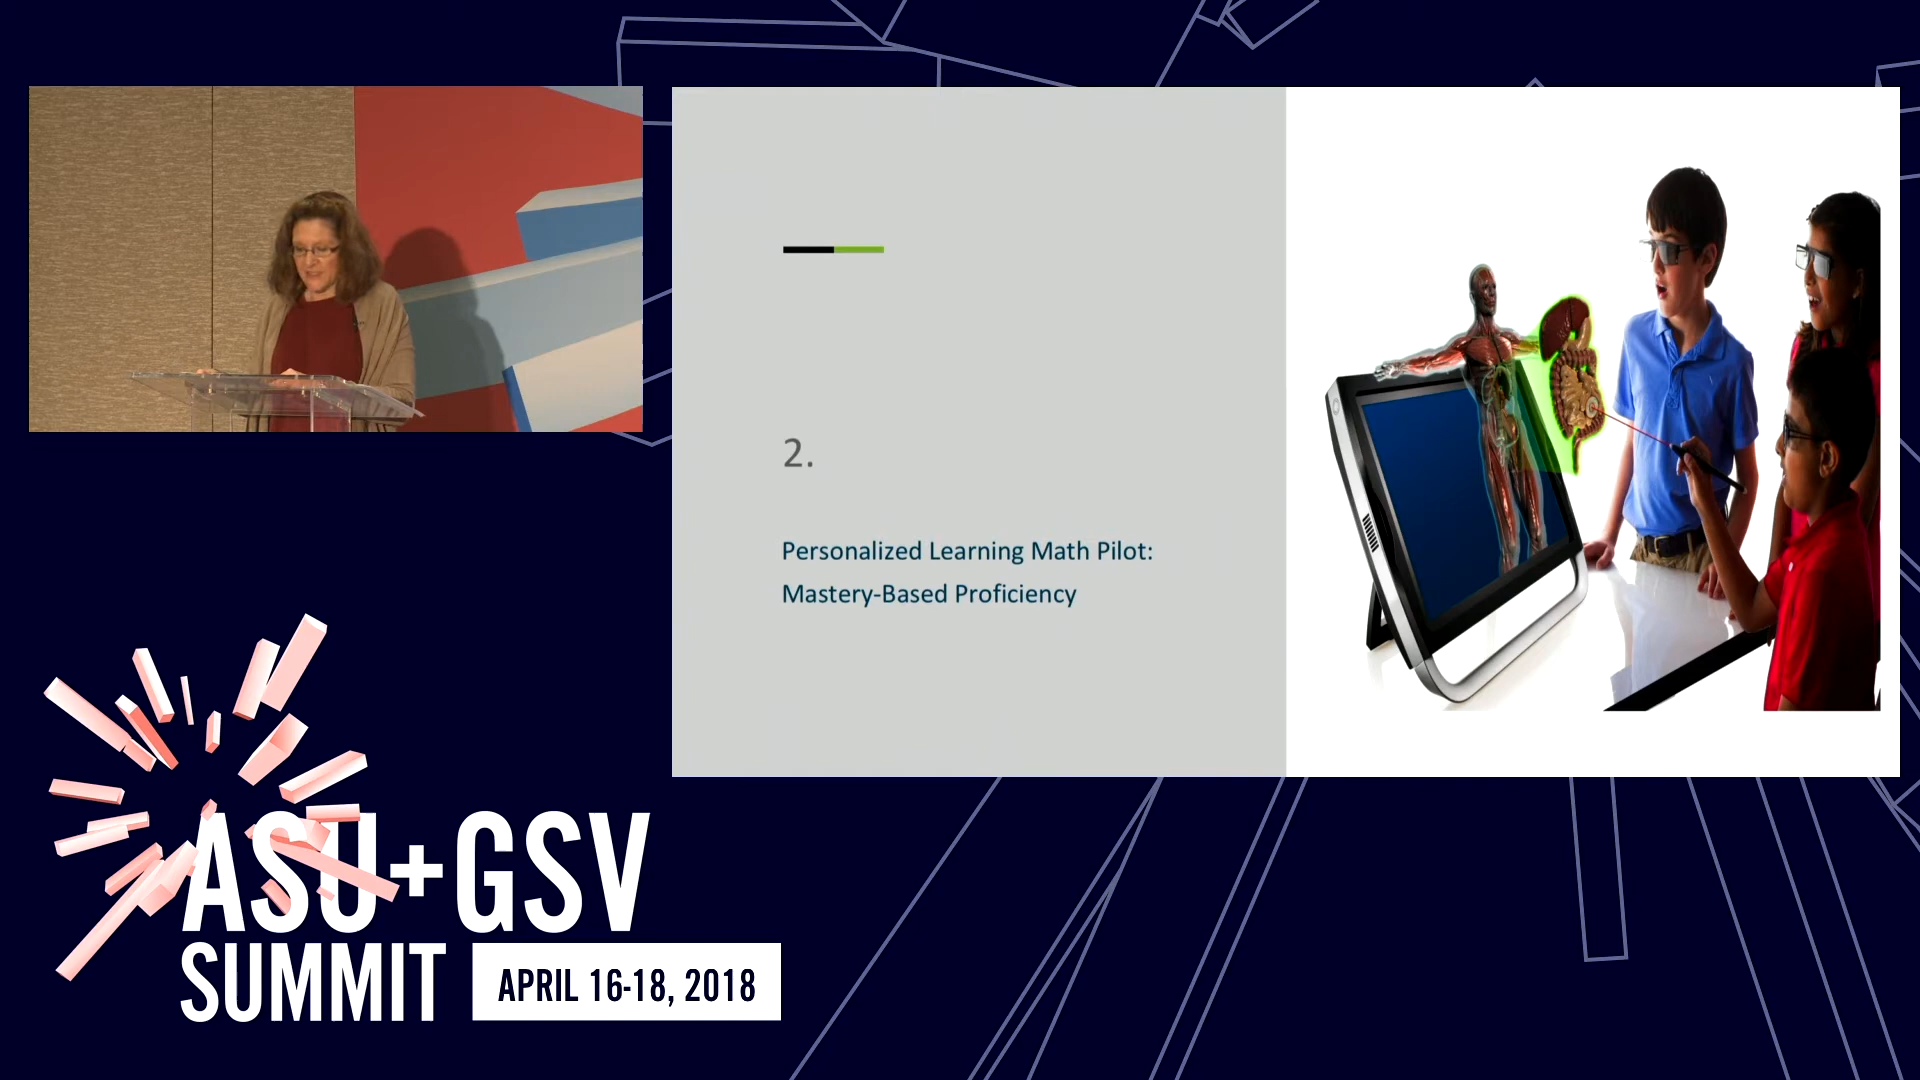 2.
Personalized Learning Math Pilot:
Mastery-Based Proficiency
ASU+GSV
SUMMIT
APRIL 16-18, 2018